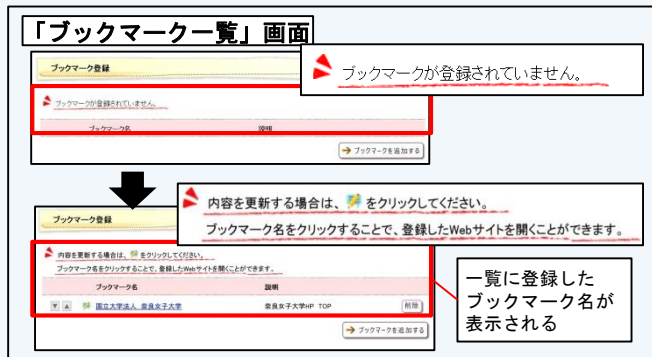 「ブックマーク一覧」画面
ブックマーク登録
ブックマークが登録されていません。
ブックマークが登録されていません。
ブックマーク名 説明
ブックマークを追加する
内容を更新する場合は、 をクリックしてください。
ブックマーク名をクリックすることで、登録したWebサイトを開くことができます。
ブックマーク登録
内容を更新する場合は、 をクリックしてください。
ブックマーク名をクリックすることで、登録したWebサイトを開くことができます。
ブックマーク名 説明
国立大学法人 奈良女子大学 奈良女子大学HP TOP 削除
ブックマークを追加する
一覧に登録した
ブックマーク名が
表示される